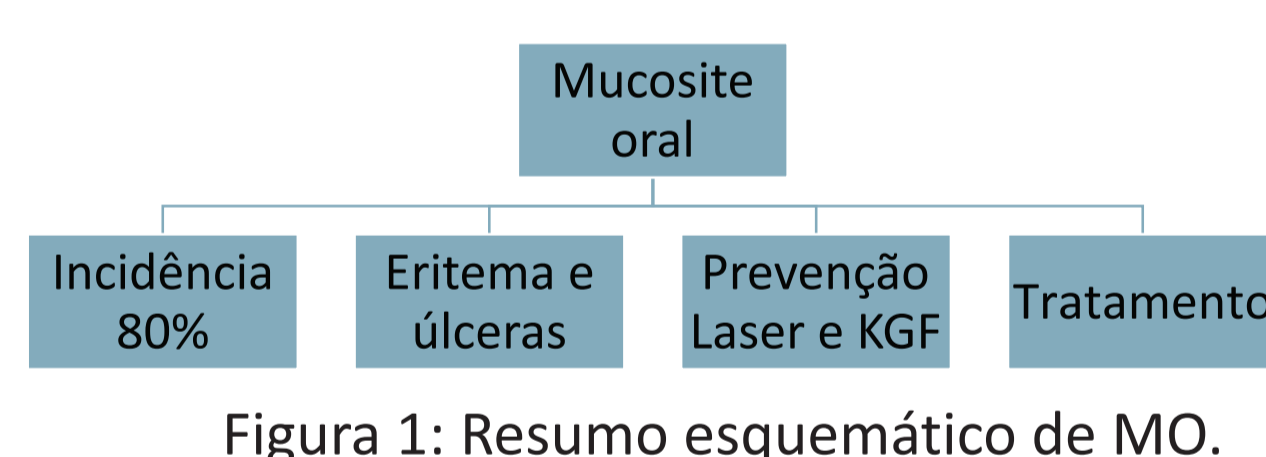 Mucosite
oral
Incidência
80%
Eritema e
úlceras
Prevenção
Laser e KGF
Tratamento
Figura 1: Resumo esquemático de MO.